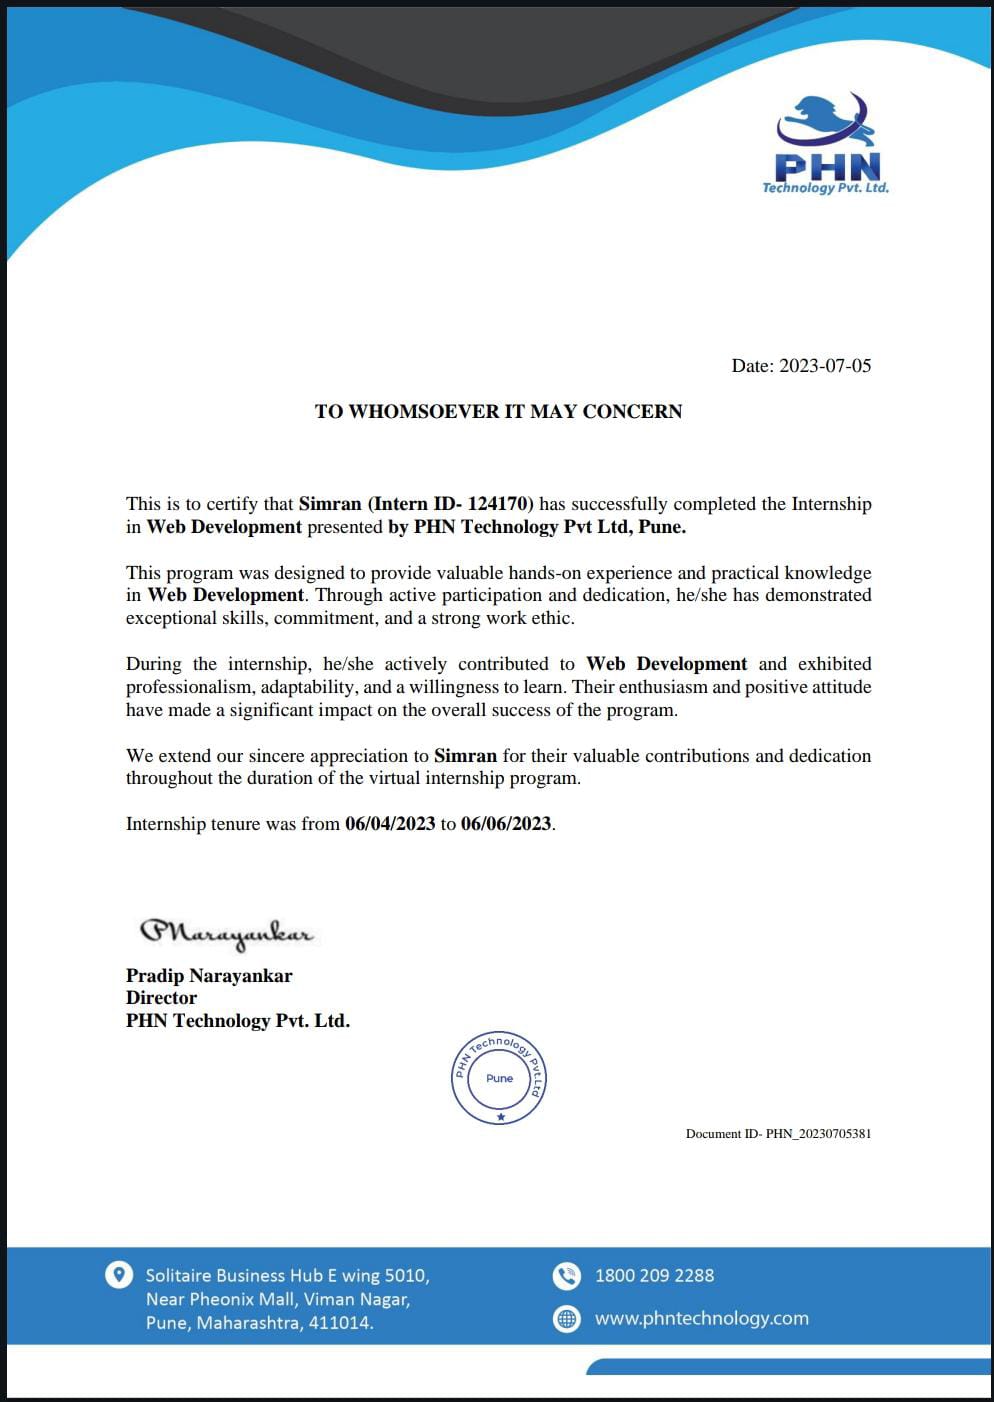 PHN
Technology Pvt. Ltd.
Date: 2023-07-05
TO WHOMSOEVER IT MAY CONCERN
This is to certify that Simran (Intern ID- 124170) has successfully completed the Internship
in Web Development presented by PHN Technology Pvt Ltd, Pune.
This program was designed to provide valuable hands-on experience and practical knowledge
in Web Development. Through active participation and dedication, he/she has demonstrated
exceptional skills, commitment, and a strong work ethic.
During the internship, he/she actively contributed to Web Development and exhibited
professionalism, adaptability, and a willingness to learn. Their enthusiasm and positive attitude
have made a significant impact on the overall success of the program.
We extend our sincere appreciation to Simran for their valuable contributions and dedication
throughout the duration of the virtual internship program.
Internship tenure was from 06/04/2023 to 06/06/2023.
PNarayankar
Pradip Narayankar
Director
PHN Technology Pvt. Ltd.
PHN Technology Pvt.Ltd
Pune
Document ID- PHN_20230705381
Solitaire Business Hub E wing 5010,
Near Pheonix Mall, Viman Nagar,
Pune, Maharashtra, 411014.
1800 209 2288
www.phntechnology.com